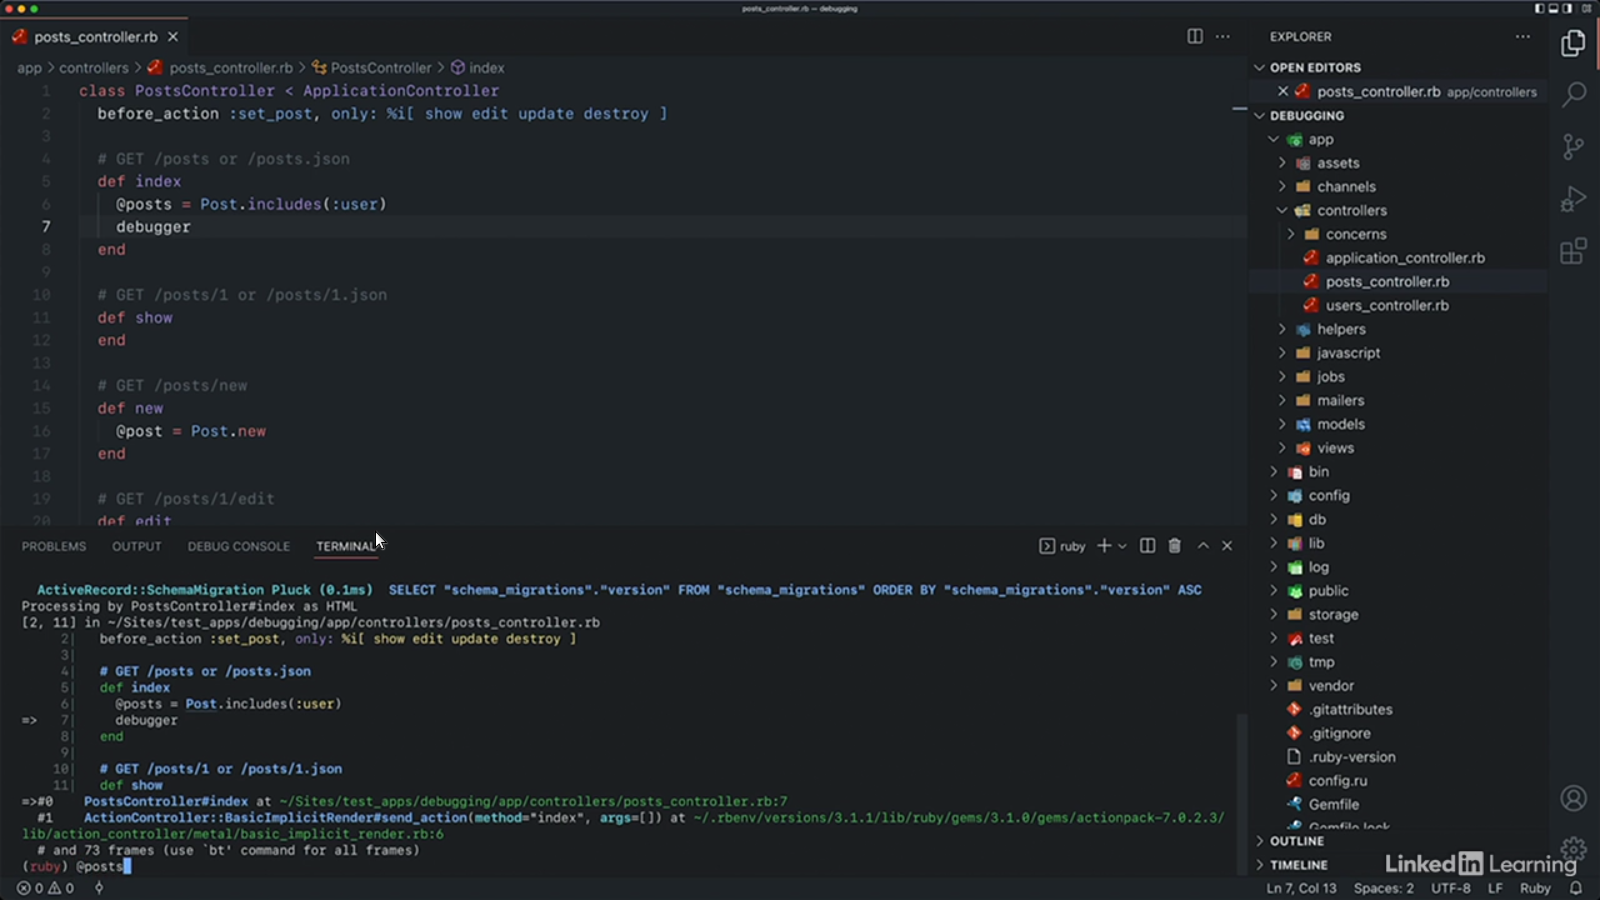 posts_controller.rb — debugging
posts_controller.rb
app > controllers > posts_controller.rb > PostsController > index
1 class PostsController < ApplicationController
2 before_action :set_post, only: %i[ show edit update destroy ]
3
4 # GET /posts or /posts.json
5 def index
6 @posts = Post.includes(:user)
7 debugger
8 end
9
10 # GET /posts/1 or /posts/1.json
11 def show
12 end
13
14 # GET /posts/new
15 def new
16 @post = Post.new
17 end
18
19 # GET /posts/1/edit
20 def edit
PROBLEMS OUTPUT DEBUG CONSOLE TERMINAL ruby
ActiveRecord::SchemaMigration Pluck (0.1ms) SELECT "schema_migrations"."version" FROM "schema_migrations" ORDER BY "schema_migrations"."version" ASC
Processing by PostsController#index as HTML
[2, 11] in ~/Sites/test_apps/debugging/app/controllers/posts_controller.rb
2| before_action :set_post, only: %i[ show edit update destroy ]
3|
4| # GET /posts or /posts.json
5| def index
6| @posts = Post.includes(:user)
=> 7| debugger
8| end
9|
10| # GET /posts/1 or /posts/1.json
11| def show
=>#0 PostsController#index at ~/Sites/test_apps/debugging/app/controllers/posts_controller.rb:7
#1 ActionController::BasicImplicitRender#send_action(method="index", args=[]) at ~/.rbenv/versions/3.1.1/lib/ruby/gems/3.1.0/gems/actionpack-7.0.2.3/
lib/action_controller/metal/basic_implicit_render.rb:6
# and 73 frames (use `bt' command for all frames)
(ruby) @posts
0 0
EXPLORER
OPEN EDITORS
posts_controller.rb app/controllers
DEBUGGING
app
assets
channels
controllers
concerns
application_controller.rb
posts_controller.rb
users_controller.rb
helpers
javascript
jobs
mailers
models
views
bin
config
db
lib
log
public
storage
test
tmp
vendor
.gitattributes
.gitignore
.ruby-version
config.ru
Gemfile
Gemfile.lock
OUTLINE
TIMELINE
LinkedIn Learning
Ln 7, Col 13 Spaces: 2 UTF-8 LF Ruby